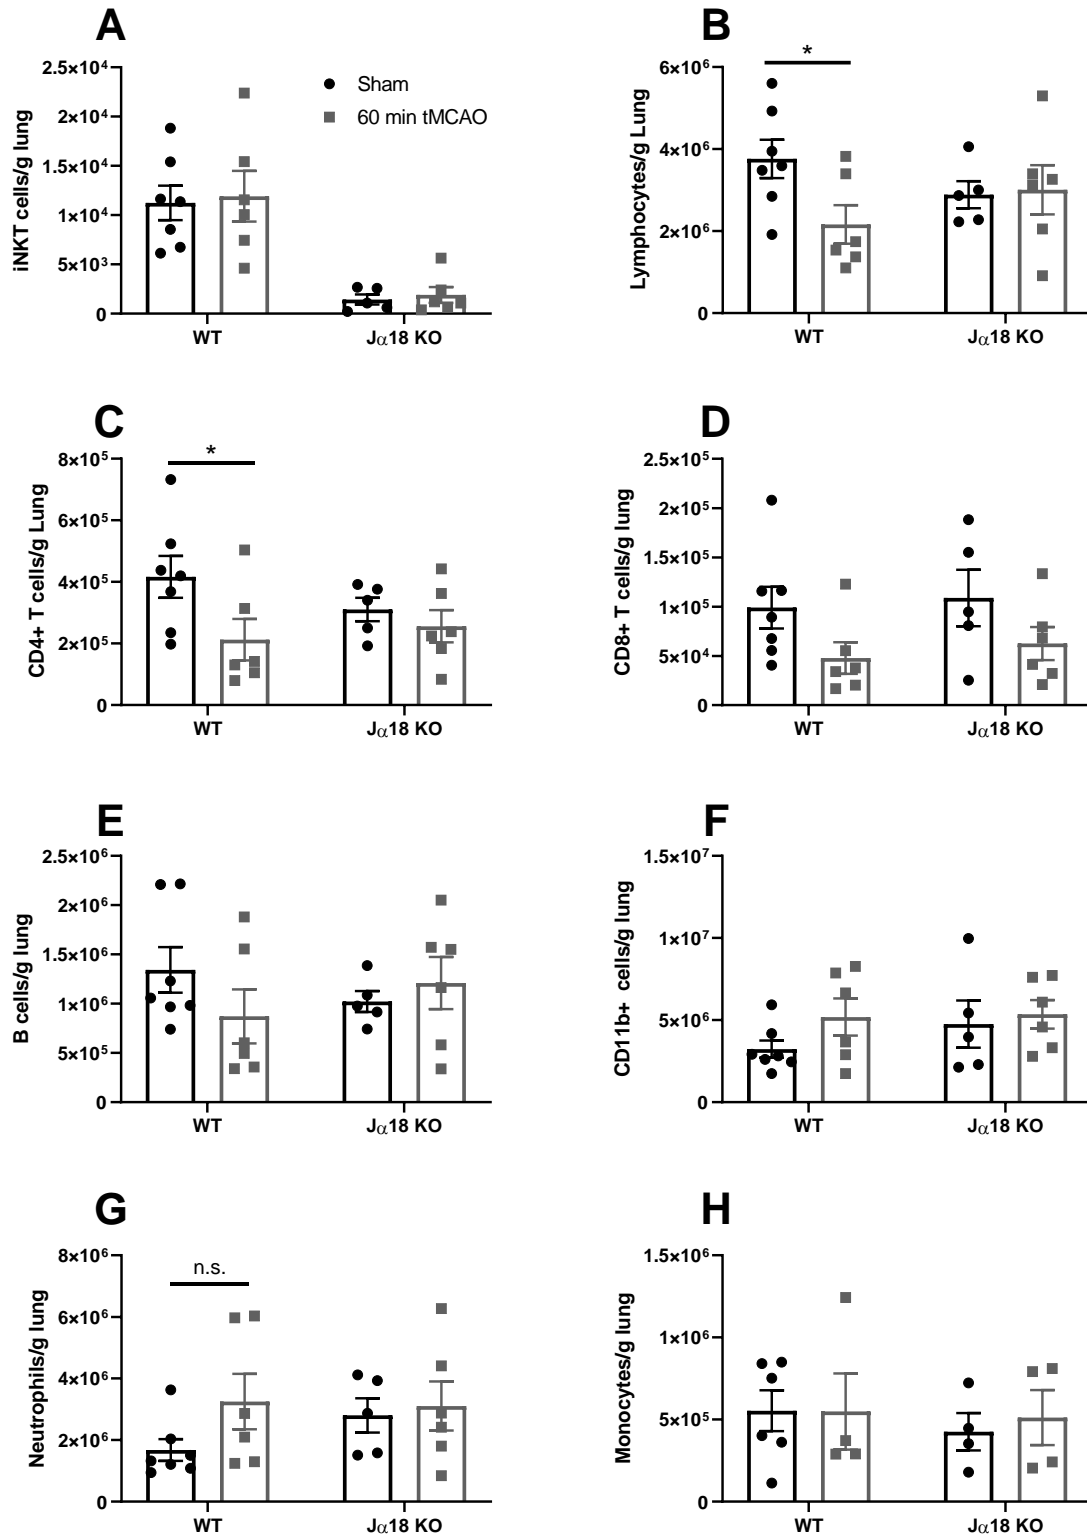 A
iNKT cells/g lung
2.5×10⁴
2×10⁴
1.5×10⁴
1×10⁴
5×10³
0
Sham
60 min tMCAO
WT
Jα18 KO
B
Lymphocytes/g Lung
6×10⁶
4×10⁶
2×10⁶
0
*
WT
Jα18 KO
C
CD4+ T cells/g Lung
8×10⁵
6×10⁵
4×10⁵
2×10⁵
0
*
WT
Jα18 KO
D
CD8+ T cells/g lung
2.5×10⁵
2×10⁵
1.5×10⁵
1×10⁵
5×10⁴
0
WT
Jα18 KO
E
B cells/g lung
2.5×10⁶
2×10⁶
1.5×10⁶
1×10⁶
5×10⁵
0
WT
Jα18 KO
F
CD11b+ cells/g lung
1.5×10⁷
1×10⁷
5×10⁶
0
WT
Jα18 KO
G
Neutrophils/g lung
8×10⁶
6×10⁶
4×10⁶
2×10⁶
0
n.s.
WT
Jα18 KO
H
Monocytes/g lung
1.5×10⁶
1×10⁶
5×10⁵
0
WT
Jα18 KO